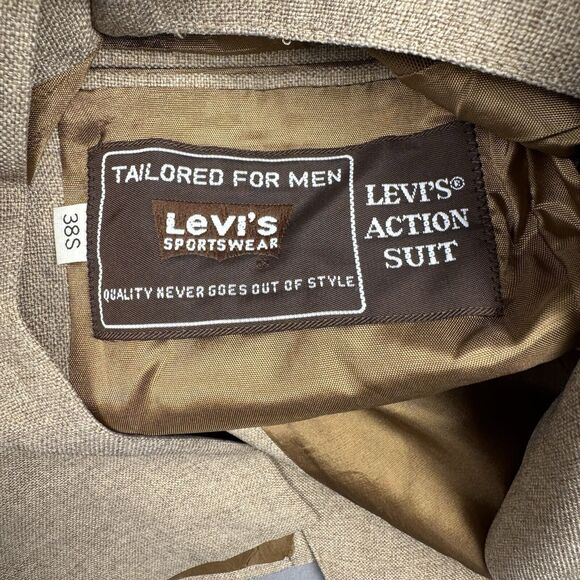 TAILORED FOR MEN
Levi's
SPORTSWEAR
QUALITY NEVER GOES OUT OF STYLE
LEVI'S®
ACTION
SUIT
38S